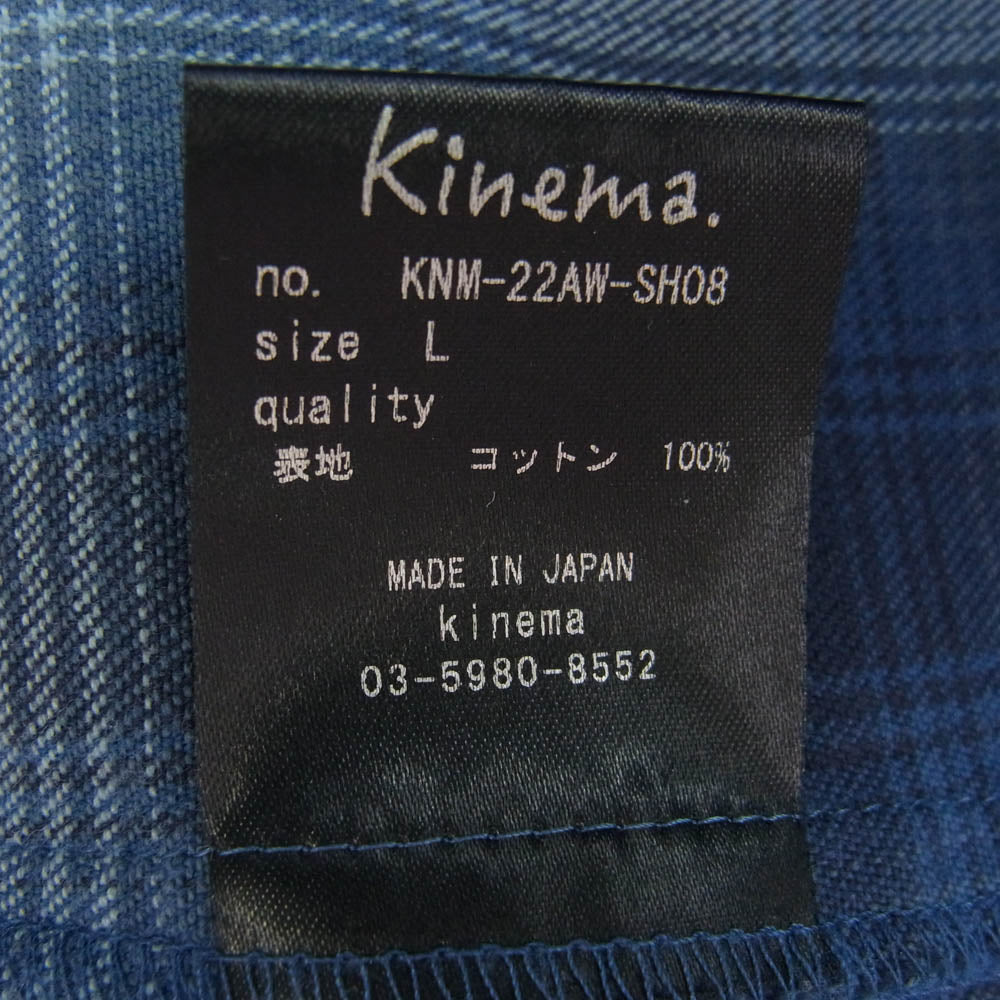 Kinema.
no. KNM-22AW-SH08
size L
quality
表地 コットン 100%
MADE IN JAPAN
kinema
03-5980-8552